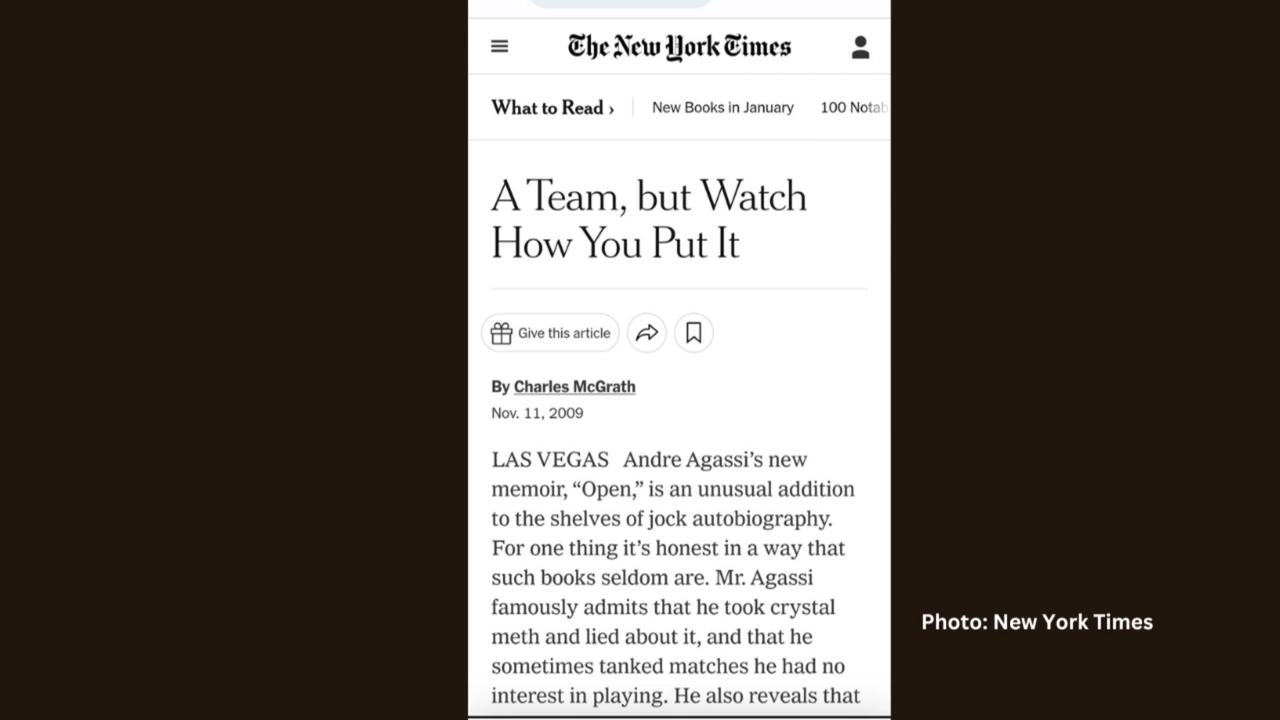 The New York Times
What to Read ›
New Books in January
100 Notab
A Team, but Watch
How You Put It
Give this article
By Charles McGrath
Nov. 11, 2009
LAS VEGAS Andre Agassi’s new
memoir, “Open,” is an unusual addition
to the shelves of jock autobiography.
For one thing it’s honest in a way that
such books seldom are. Mr. Agassi
famously admits that he took crystal
meth and lied about it, and that he
sometimes tanked matches he had no
interest in playing. He also reveals that
Photo: New York Times